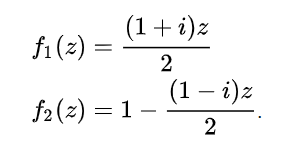 f₁(z) = (1 + i)z / 2
f₂(z) = 1 − (1 − i)z / 2.